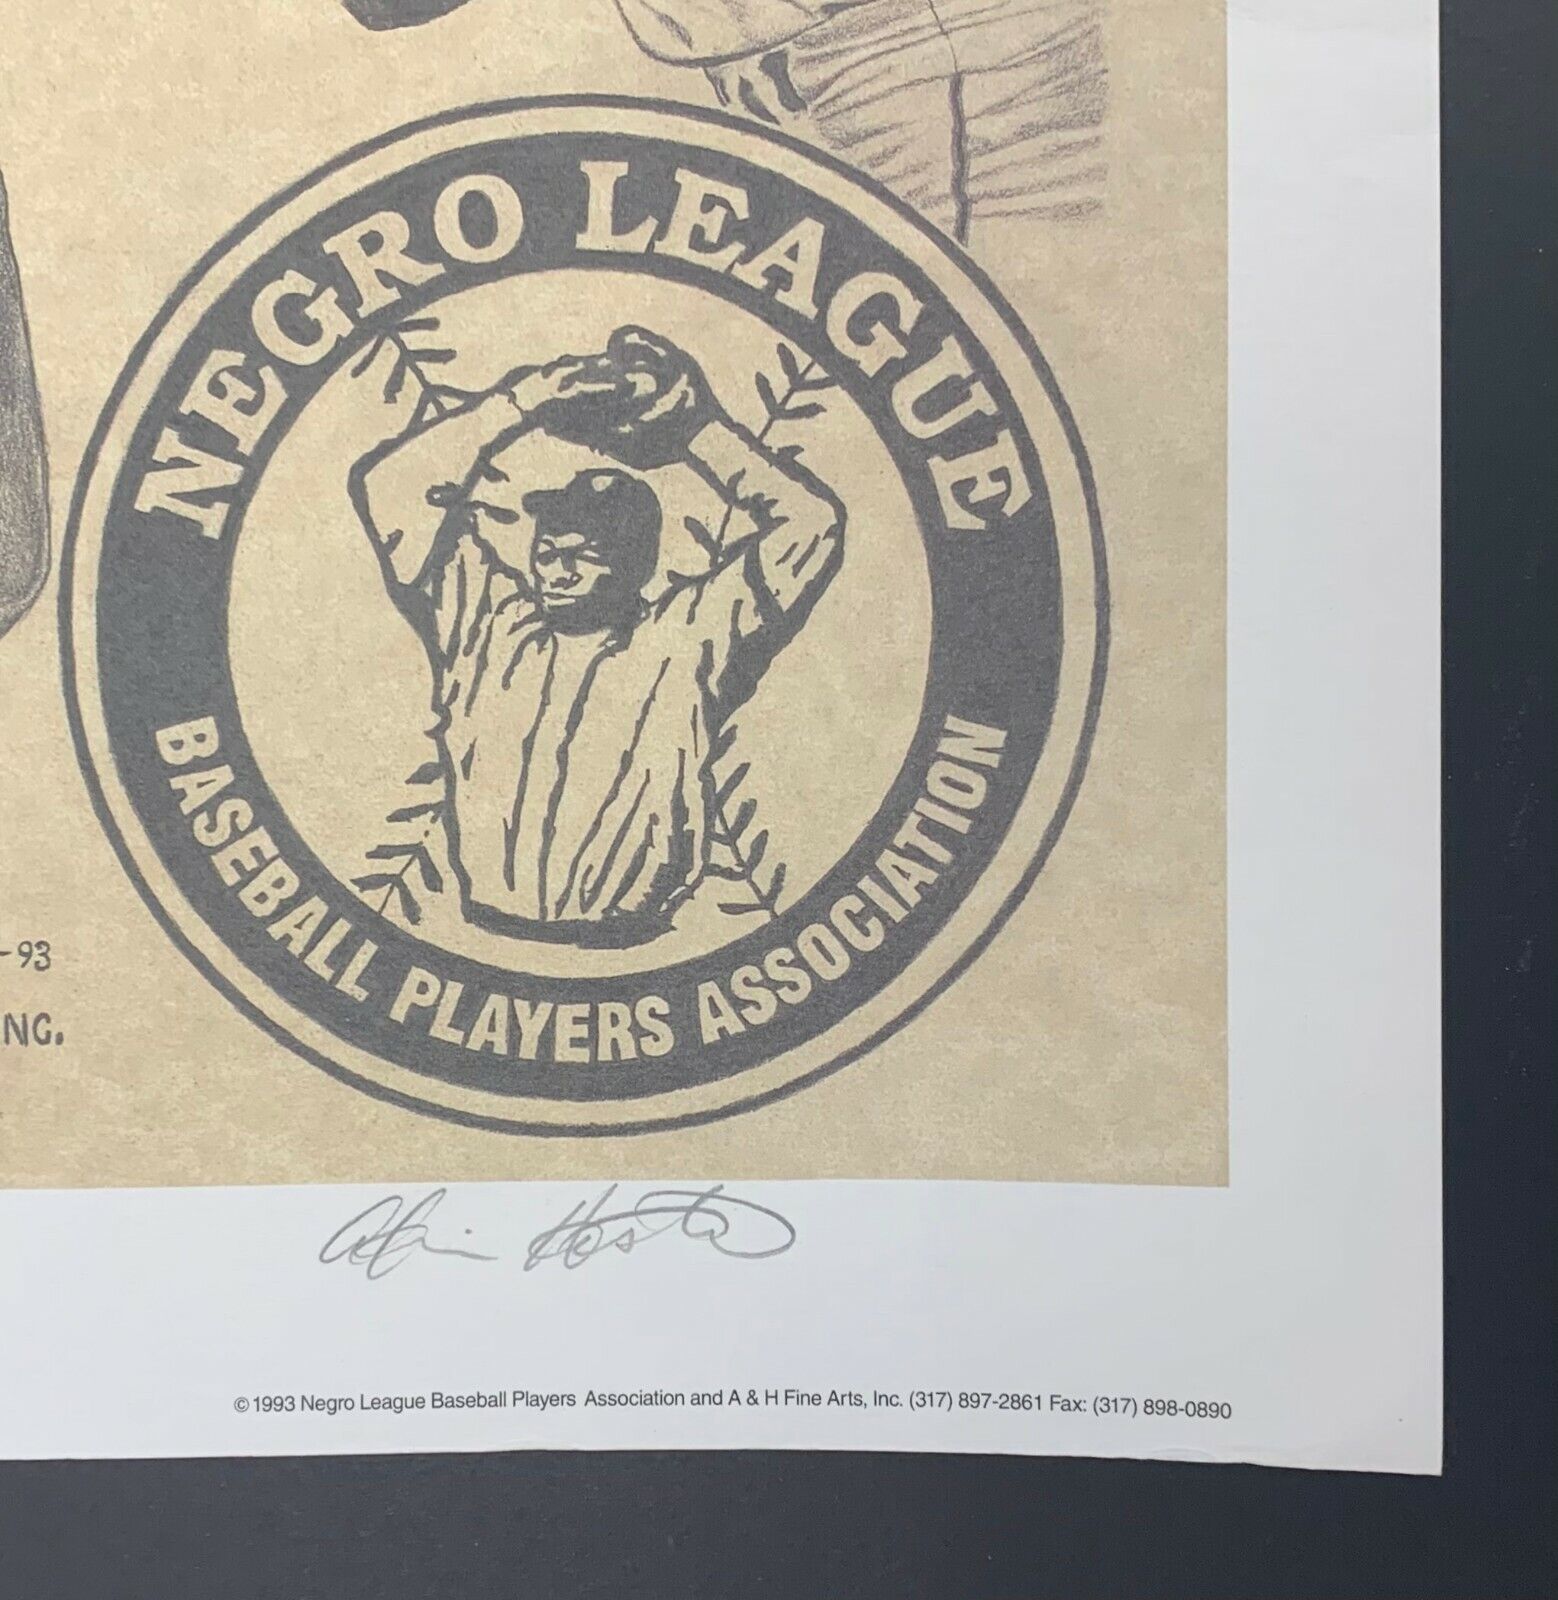 NEGRO LEAGUE
BASEBALL PLAYERS ASSOCIATION
-93
NG.
© 1993 Negro League Baseball Players Association and A & H Fine Arts, Inc. (317) 897-2861 Fax: (317) 898-0890